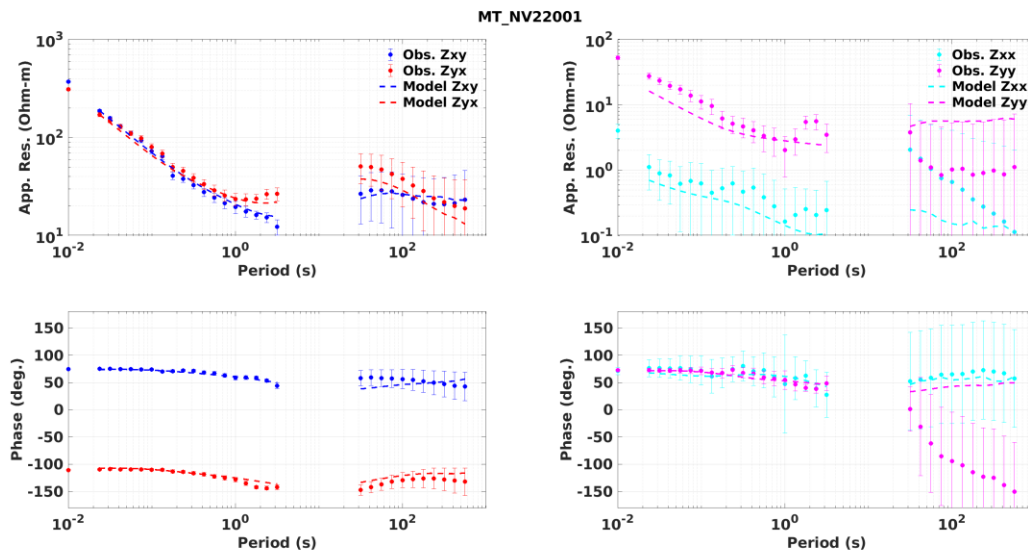 MT_NV22001
App. Res. (Ohm-m)
10^3
10^2
10^1
10^-2
10^0
10^2
Period (s)
Obs. Zxy
Obs. Zyx
Model Zxy
Model Zyx
App. Res. (Ohm-m)
10^2
10^1
10^0
10^-1
10^-2
10^0
10^2
Period (s)
Obs. Zxx
Obs. Zyy
Model Zxx
Model Zyy
Phase (deg.)
150
100
50
0
-50
-100
-150
10^-2
10^0
10^2
Period (s)
Phase (deg.)
150
100
50
0
-50
-100
-150
10^-2
10^0
10^2
Period (s)